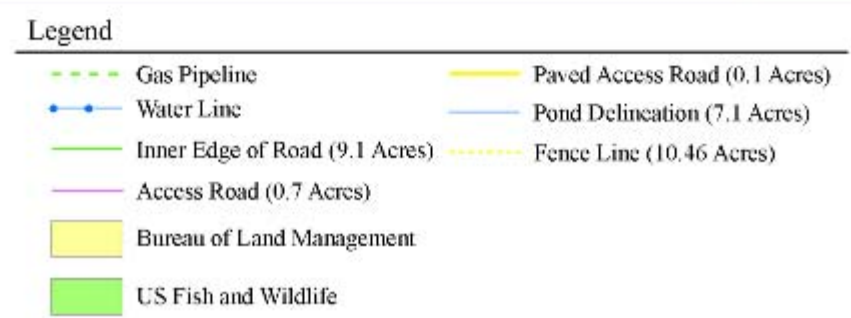 Legend
Gas Pipeline
Water Line
Inner Edge of Road (9.1 Acres)
Access Road (0.7 Acres)
Bureau of Land Management
US Fish and Wildlife
Paved Access Road (0.1 Acres)
Pond Delineation (7.1 Acres)
Fence Line (10.46 Acres)